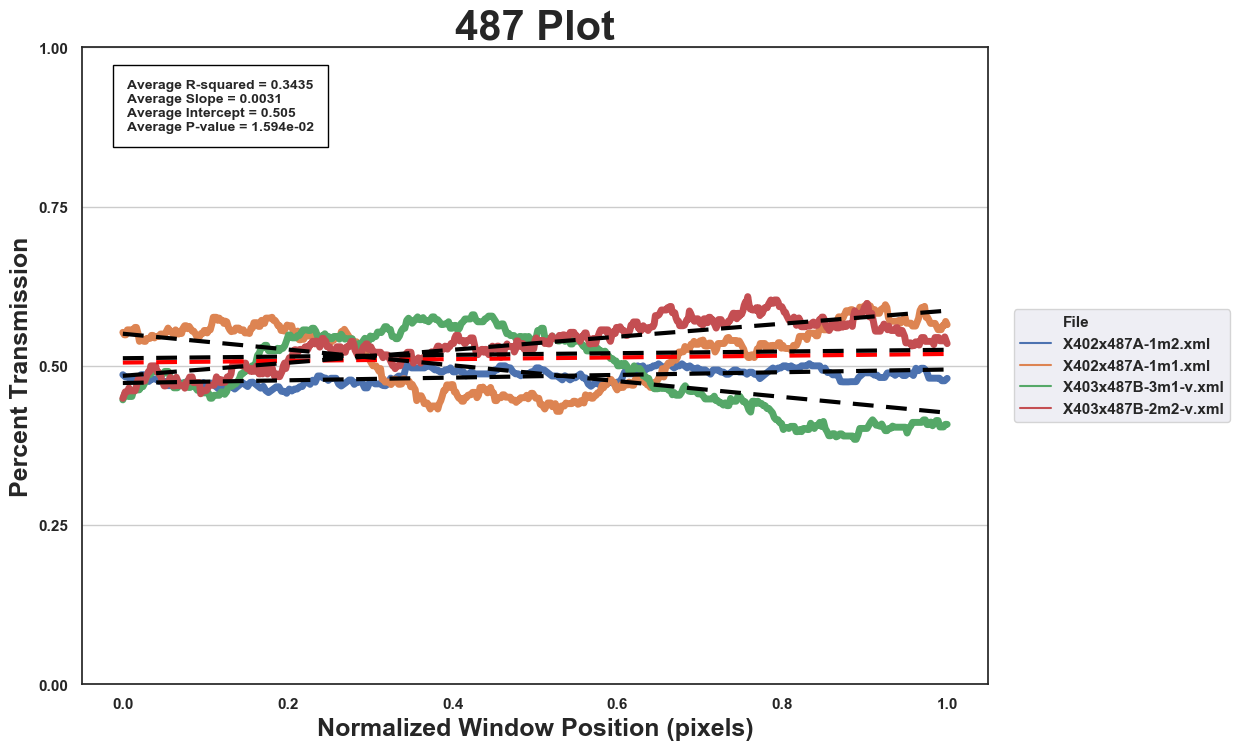 487 Plot
1.00
Average R-squared = 0.3435
Average Slope = 0.0031
Average Intercept = 0.505
Average P-value = 1.594e-02
0.75
0.50
0.25
0.00
Percent Transmission
0.0 0.2 0.4 0.6 0.8 1.0
Normalized Window Position (pixels)
File
X402x487A-1m2.xml
X402x487A-1m1.xml
X403x487B-3m1-v.xml
X403x487B-2m2-v.xml